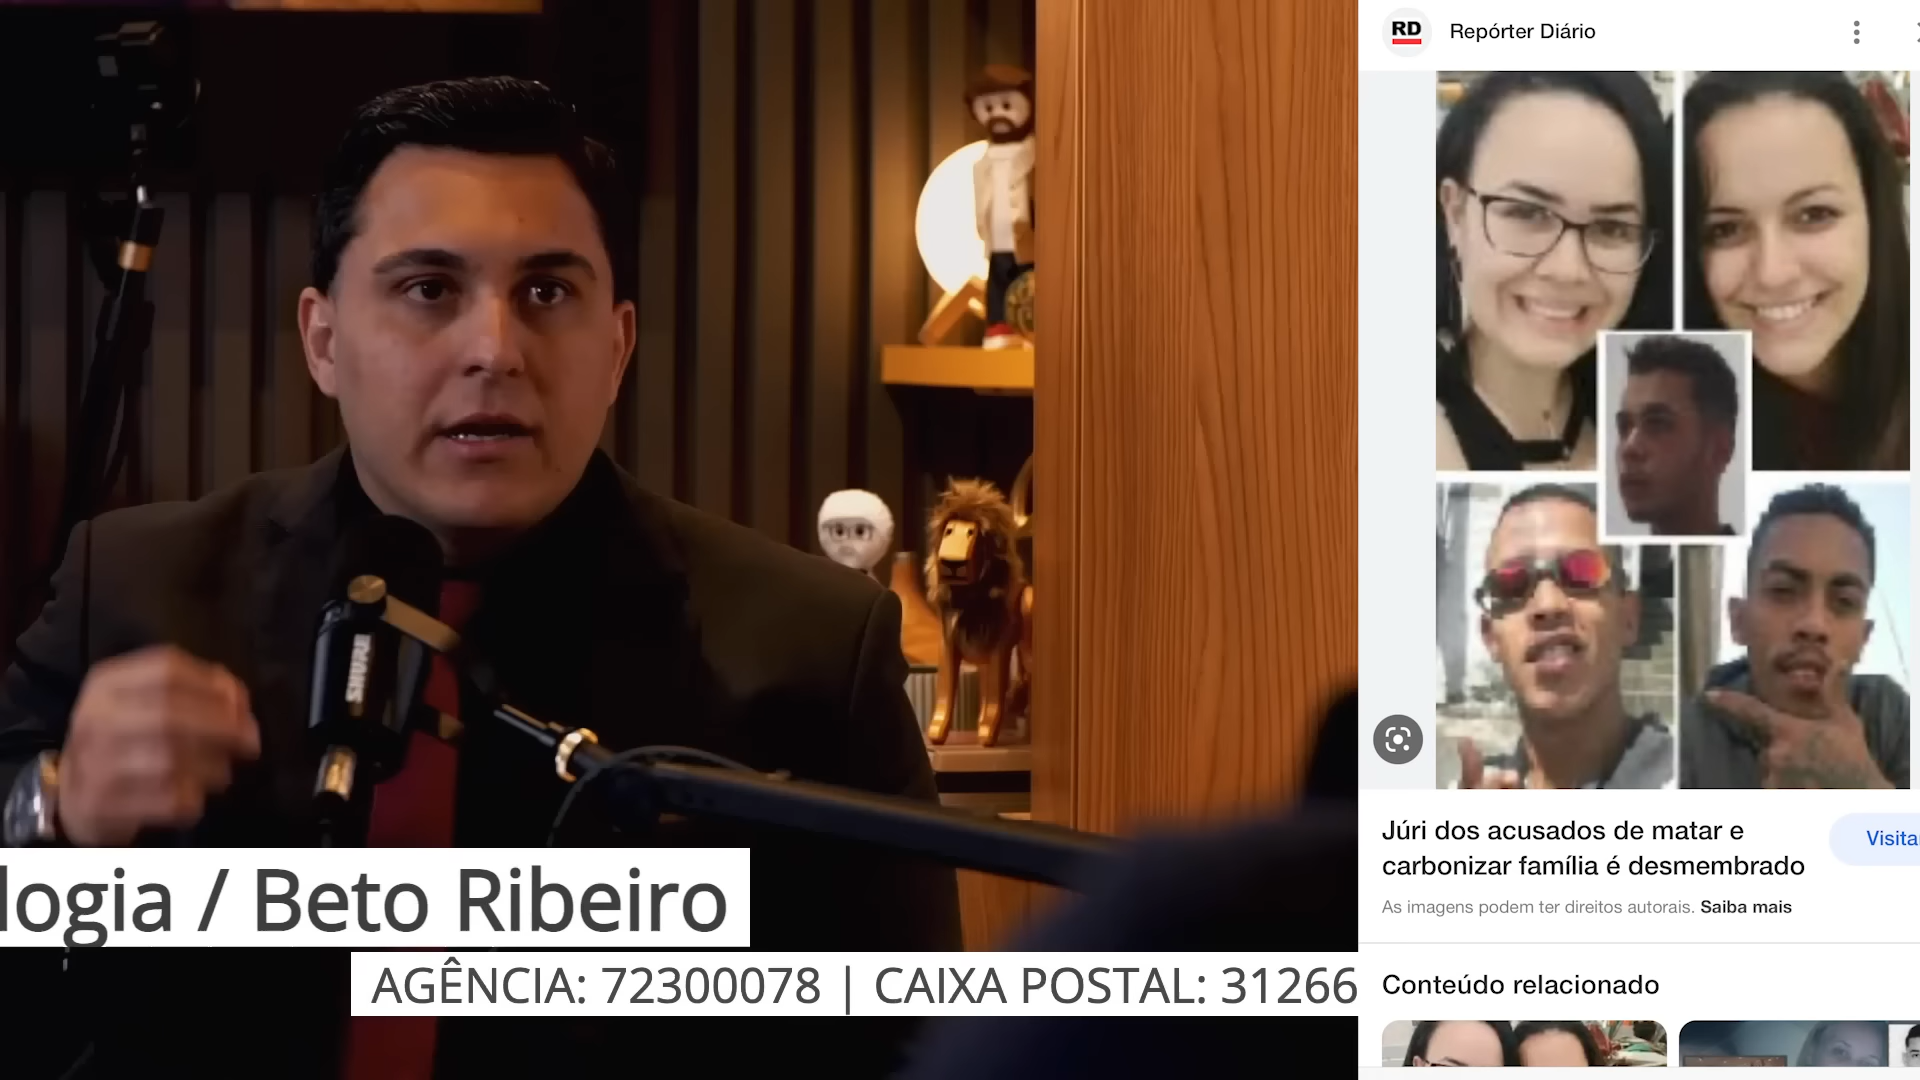 SHURE
logia / Beto Ribeiro
AGÊNCIA: 72300078 | CAIXA POSTAL: 31266
RD
Repórter Diário
Júri dos acusados de matar e
carbonizar família é desmembrado
Visita
As imagens podem ter direitos autorais. Saiba mais
Conteúdo relacionado